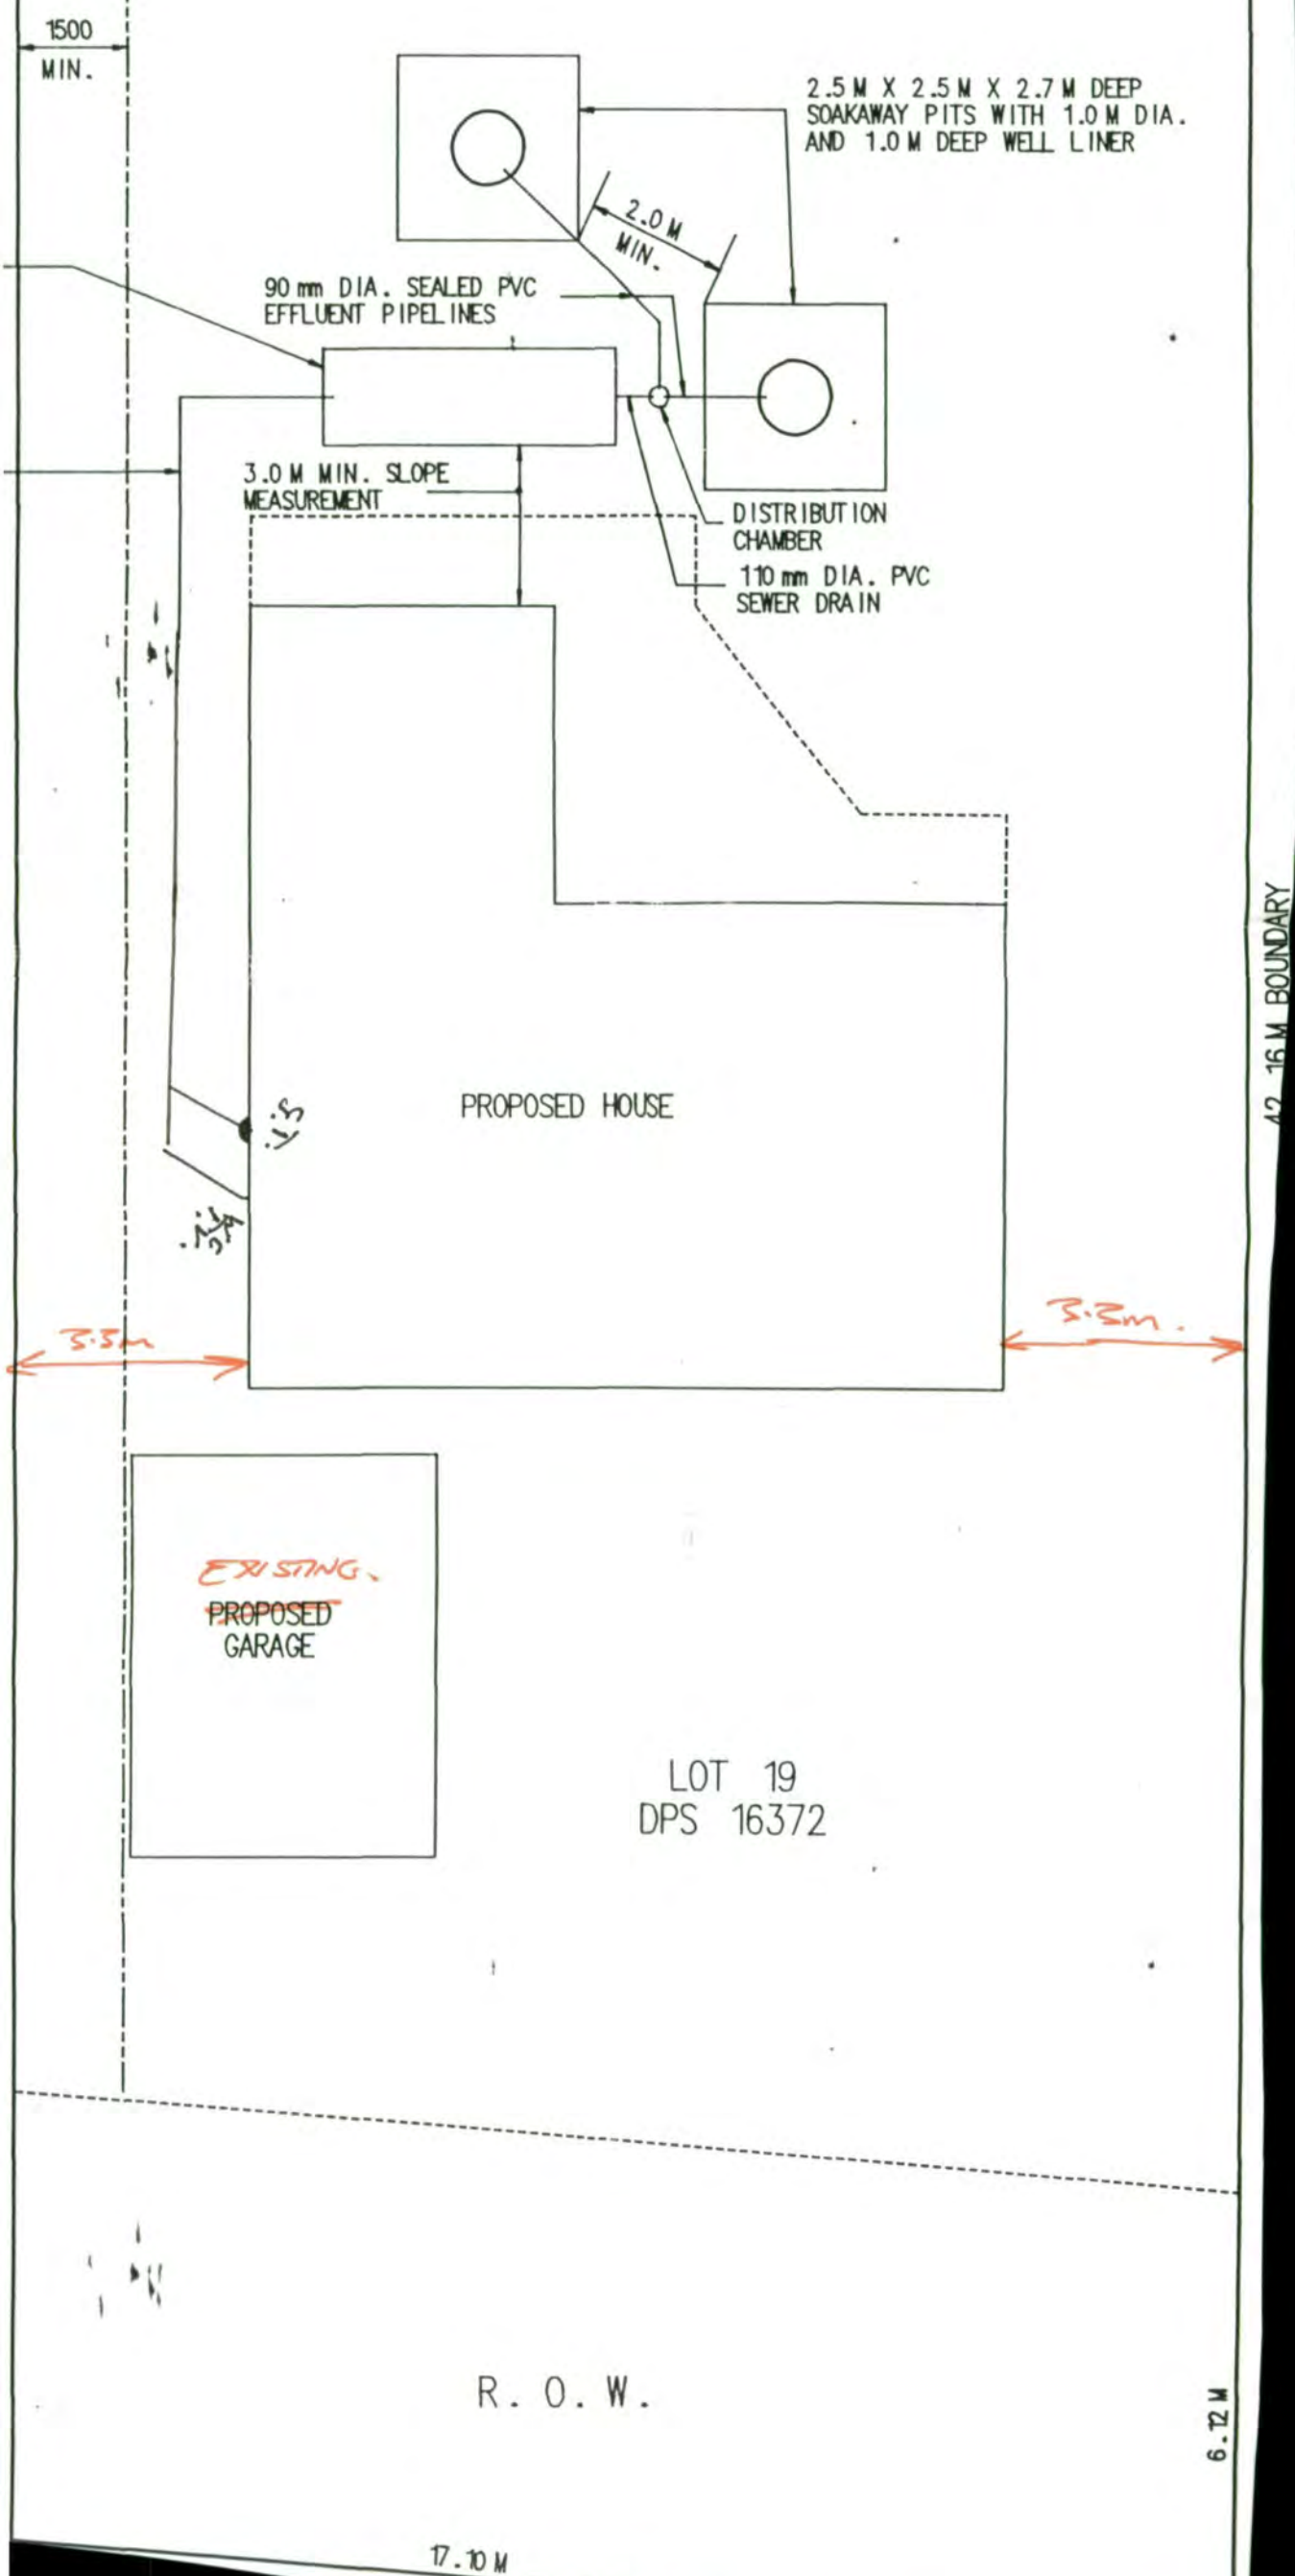 1500
MIN.
2.5 M X 2.5 M X 2.7 M DEEP
SOAKAWAY PITS WITH 1.0 M DIA.
AND 1.0 M DEEP WELL LINER
2.0 M
MIN.
90 mm DIA. SEALED PVC
EFFLUENT PIPELINES
3.0 M MIN. SLOPE
MEASUREMENT
DISTRIBUTION
CHAMBER
110 mm DIA. PVC
SEWER DRAIN
16 M BOUNDARY
PROPOSED HOUSE
3.3m
3.3m.
EXISTING.
PROPOSED
GARAGE
LOT 19
DPS 16372
R. O. W.
6.12 M
17.10 M